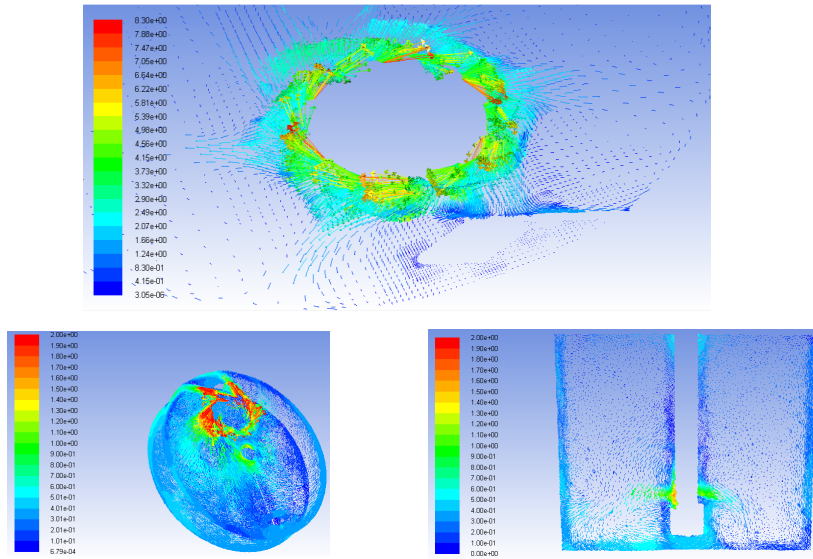 8.30e+00
7.88e+00
7.47e+00
7.05e+00
6.64e+00
6.22e+00
5.81e+00
5.39e+00
4.98e+00
4.56e+00
4.15e+00
3.73e+00
3.32e+00
2.90e+00
2.49e+00
2.07e+00
1.66e+00
1.24e+00
8.30e-01
4.15e-01
3.05e-06
2.00e+00
1.90e+00
1.80e+00
1.70e+00
1.60e+00
1.50e+00
1.40e+00
1.30e+00
1.20e+00
1.10e+00
1.00e+00
9.00e-01
8.00e-01
7.00e-01
6.00e-01
5.01e-01
4.01e-01
3.01e-01
2.01e-01
1.01e-01
6.79e-04
2.00e+00
1.90e+00
1.80e+00
1.70e+00
1.60e+00
1.50e+00
1.40e+00
1.30e+00
1.20e+00
1.10e+00
1.00e+00
9.00e-01
8.00e-01
7.00e-01
6.00e-01
5.00e-01
4.00e-01
3.00e-01
2.00e-01
1.00e-01
0.00e+00